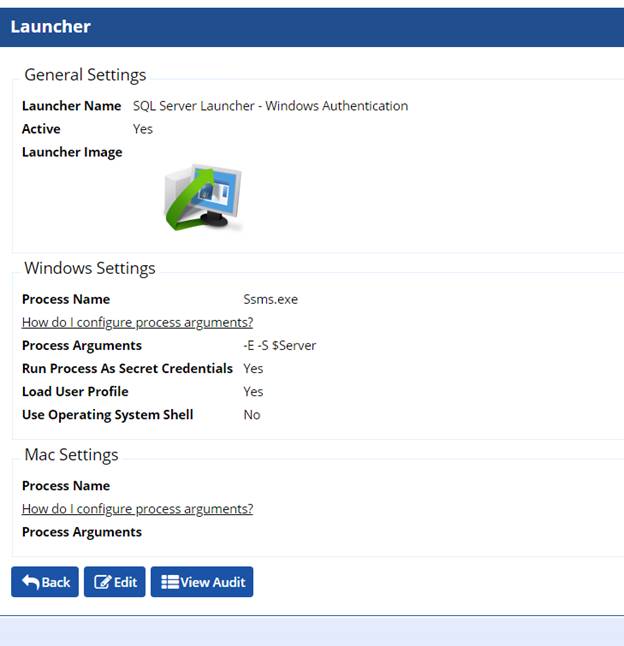 Launcher
General Settings
Launcher Name SQL Server Launcher - Windows Authentication
Active Yes
Launcher Image
Windows Settings
Process Name Ssms.exe
How do I configure process arguments?
Process Arguments -E -S $Server
Run Process As Secret Credentials Yes
Load User Profile Yes
Use Operating System Shell No
Mac Settings
Process Name
How do I configure process arguments?
Process Arguments
Back Edit View Audit